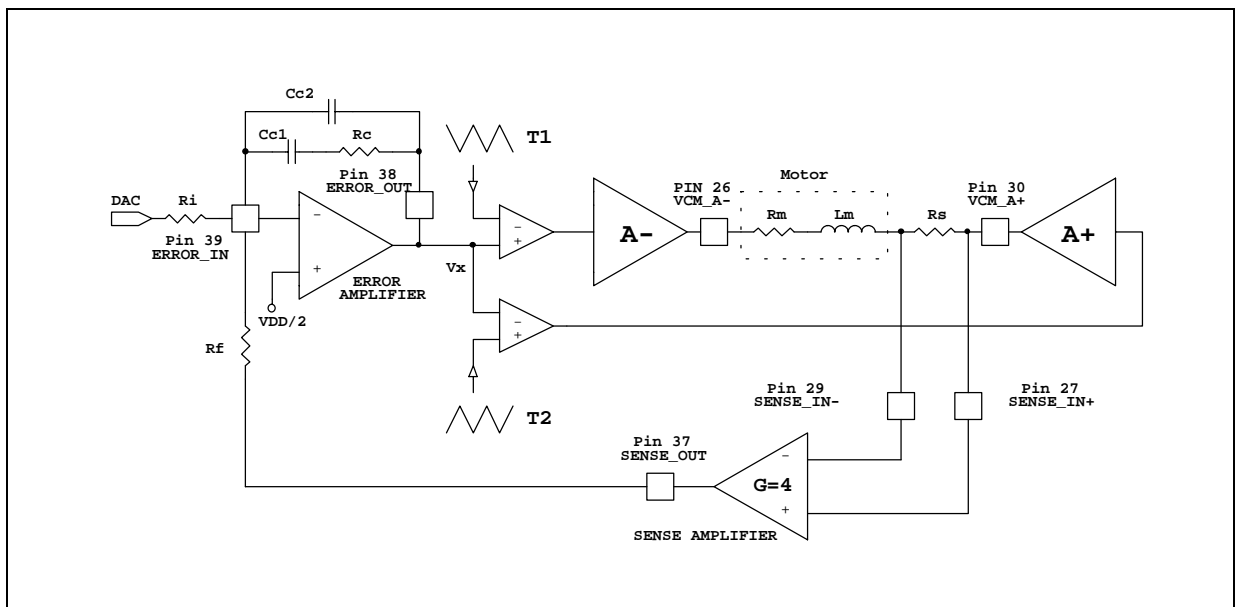 Cc2
Cc1
Rc
T1
Pin 38
ERROR_OUT
Motor
DAC
Ri
PIN 26
VCM_A-
Pin 30
VCM_A+
Rm
Lm
Rs
-
-
+
A-
A+
Pin 39
ERROR_IN
+
Vx
ERROR
AMPLIFIER
VDD/2
-
+
Rf
T2
Pin 29
SENSE_IN-
Pin 27
SENSE_IN+
Pin 37
SENSE_OUT
-
G=4
+
SENSE AMPLIFIER